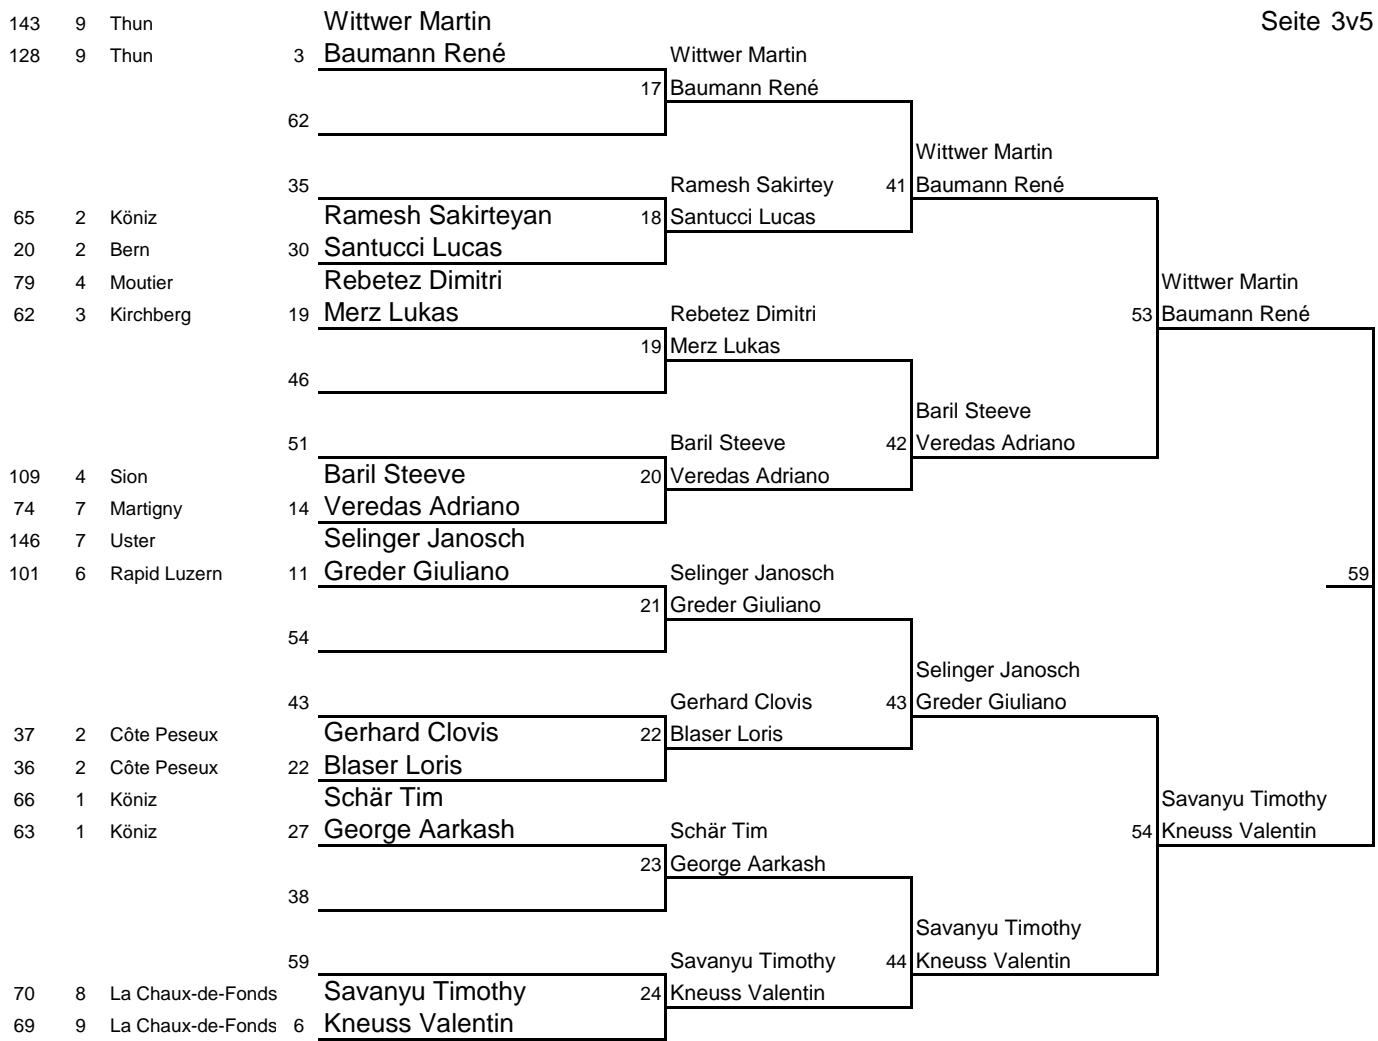 143 9 Thun Wittwer Martin Seite 3v5
128 9 Thun 3 Baumann René Wittwer Martin
17 Baumann René
62
Wittwer Martin
35 Ramesh Sakirtey 41 Baumann René
65 2 Köniz Ramesh Sakirteyan 18 Santucci Lucas
20 2 Bern 30 Santucci Lucas
79 4 Moutier Rebetez Dimitri Wittwer Martin
62 3 Kirchberg 19 Merz Lukas Rebetez Dimitri 53 Baumann René
19 Merz Lukas
46
Baril Steeve
51 Baril Steeve 42 Veredas Adriano
109 4 Sion Baril Steeve 20 Veredas Adriano
74 7 Martigny 14 Veredas Adriano
146 7 Uster Selinger Janosch
101 6 Rapid Luzern 11 Greder Giuliano Selinger Janosch 59
21 Greder Giuliano
54
Selinger Janosch
43 Gerhard Clovis 43 Greder Giuliano
37 2 Côte Peseux Gerhard Clovis 22 Blaser Loris
36 2 Côte Peseux 22 Blaser Loris
66 1 Köniz Schär Tim Savanyu Timothy
63 1 Köniz 27 George Aarkash Schär Tim 54 Kneuss Valentin
23 George Aarkash
38
Savanyu Timothy
59 Savanyu Timothy 44 Kneuss Valentin
70 8 La Chaux-de-Fonds Savanyu Timothy 24 Kneuss Valentin
69 9 La Chaux-de-Fonds 6 Kneuss Valentin